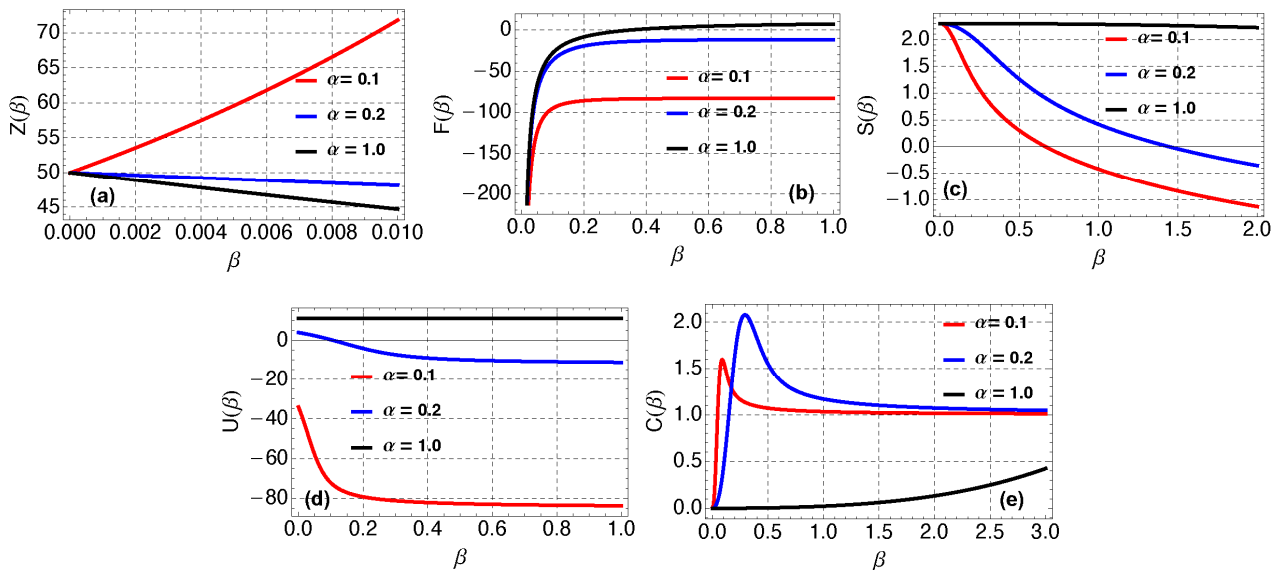 Z(β)
70
65
60
55
50
45
α = 0.1
α = 0.2
α = 1.0
(a)
0.000 0.002 0.004 0.006 0.008 0.010
β
F(β)
0
−50
−100
−150
−200
α = 0.1
α = 0.2
α = 1.0
(b)
0.0 0.2 0.4 0.6 0.8 1.0
β
S(β)
2.0
1.5
1.0
0.5
0.0
−0.5
−1.0
α = 0.1
α = 0.2
α = 1.0
(c)
0.0 0.5 1.0 1.5 2.0
β
U(β)
0
−20
−40
−60
−80
α = 0.1
α = 0.2
α = 1.0
(d)
0.0 0.2 0.4 0.6 0.8 1.0
β
C(β)
2.0
1.5
1.0
0.5
0.0
α = 0.1
α = 0.2
α = 1.0
(e)
0.0 0.5 1.0 1.5 2.0 2.5 3.0
β